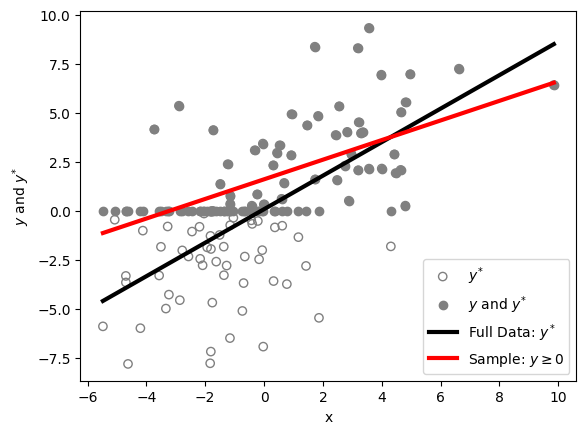 10.0
7.5
5.0
2.5
0.0
−2.5
−5.0
−7.5
y and y*
−6 −4 −2 0 2 4 6 8 10
x
y*
y and y*
Full Data: y*
Sample: y ≥ 0